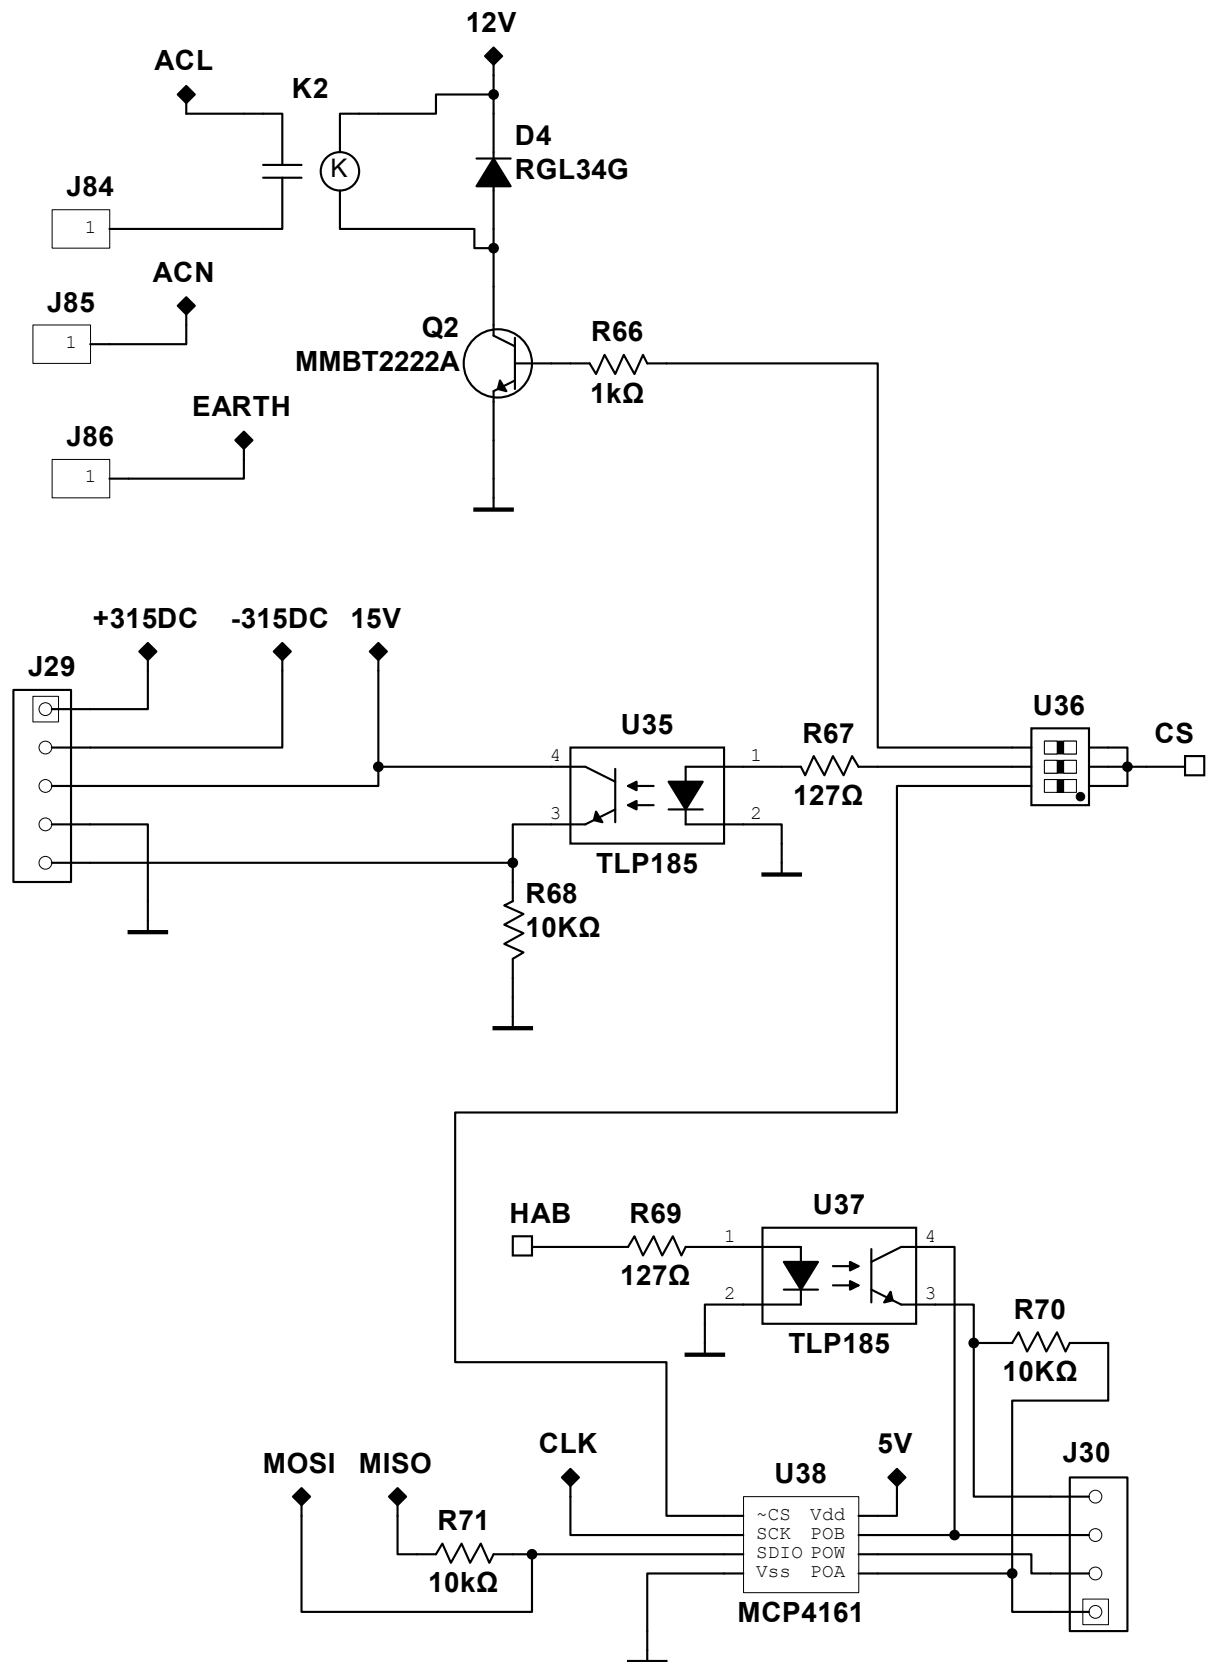 12V
ACL
K2
K
D4
RGL34G
J84
1
ACN
J85
1
Q2
MMBT2222A
R66
1kΩ
EARTH
J86
1
+315DC
-315DC
15V
J29
U35
4
1
3
2
TLP185
R67
127Ω
U36
CS
R68
10KΩ
HAB
R69
127Ω
U37
1
4
2
3
TLP185
R70
10KΩ
MOSI
MISO
CLK
5V
J30
R71
10kΩ
U38
~CS Vdd
SCK POB
SDIO POW
Vss POA
MCP4161